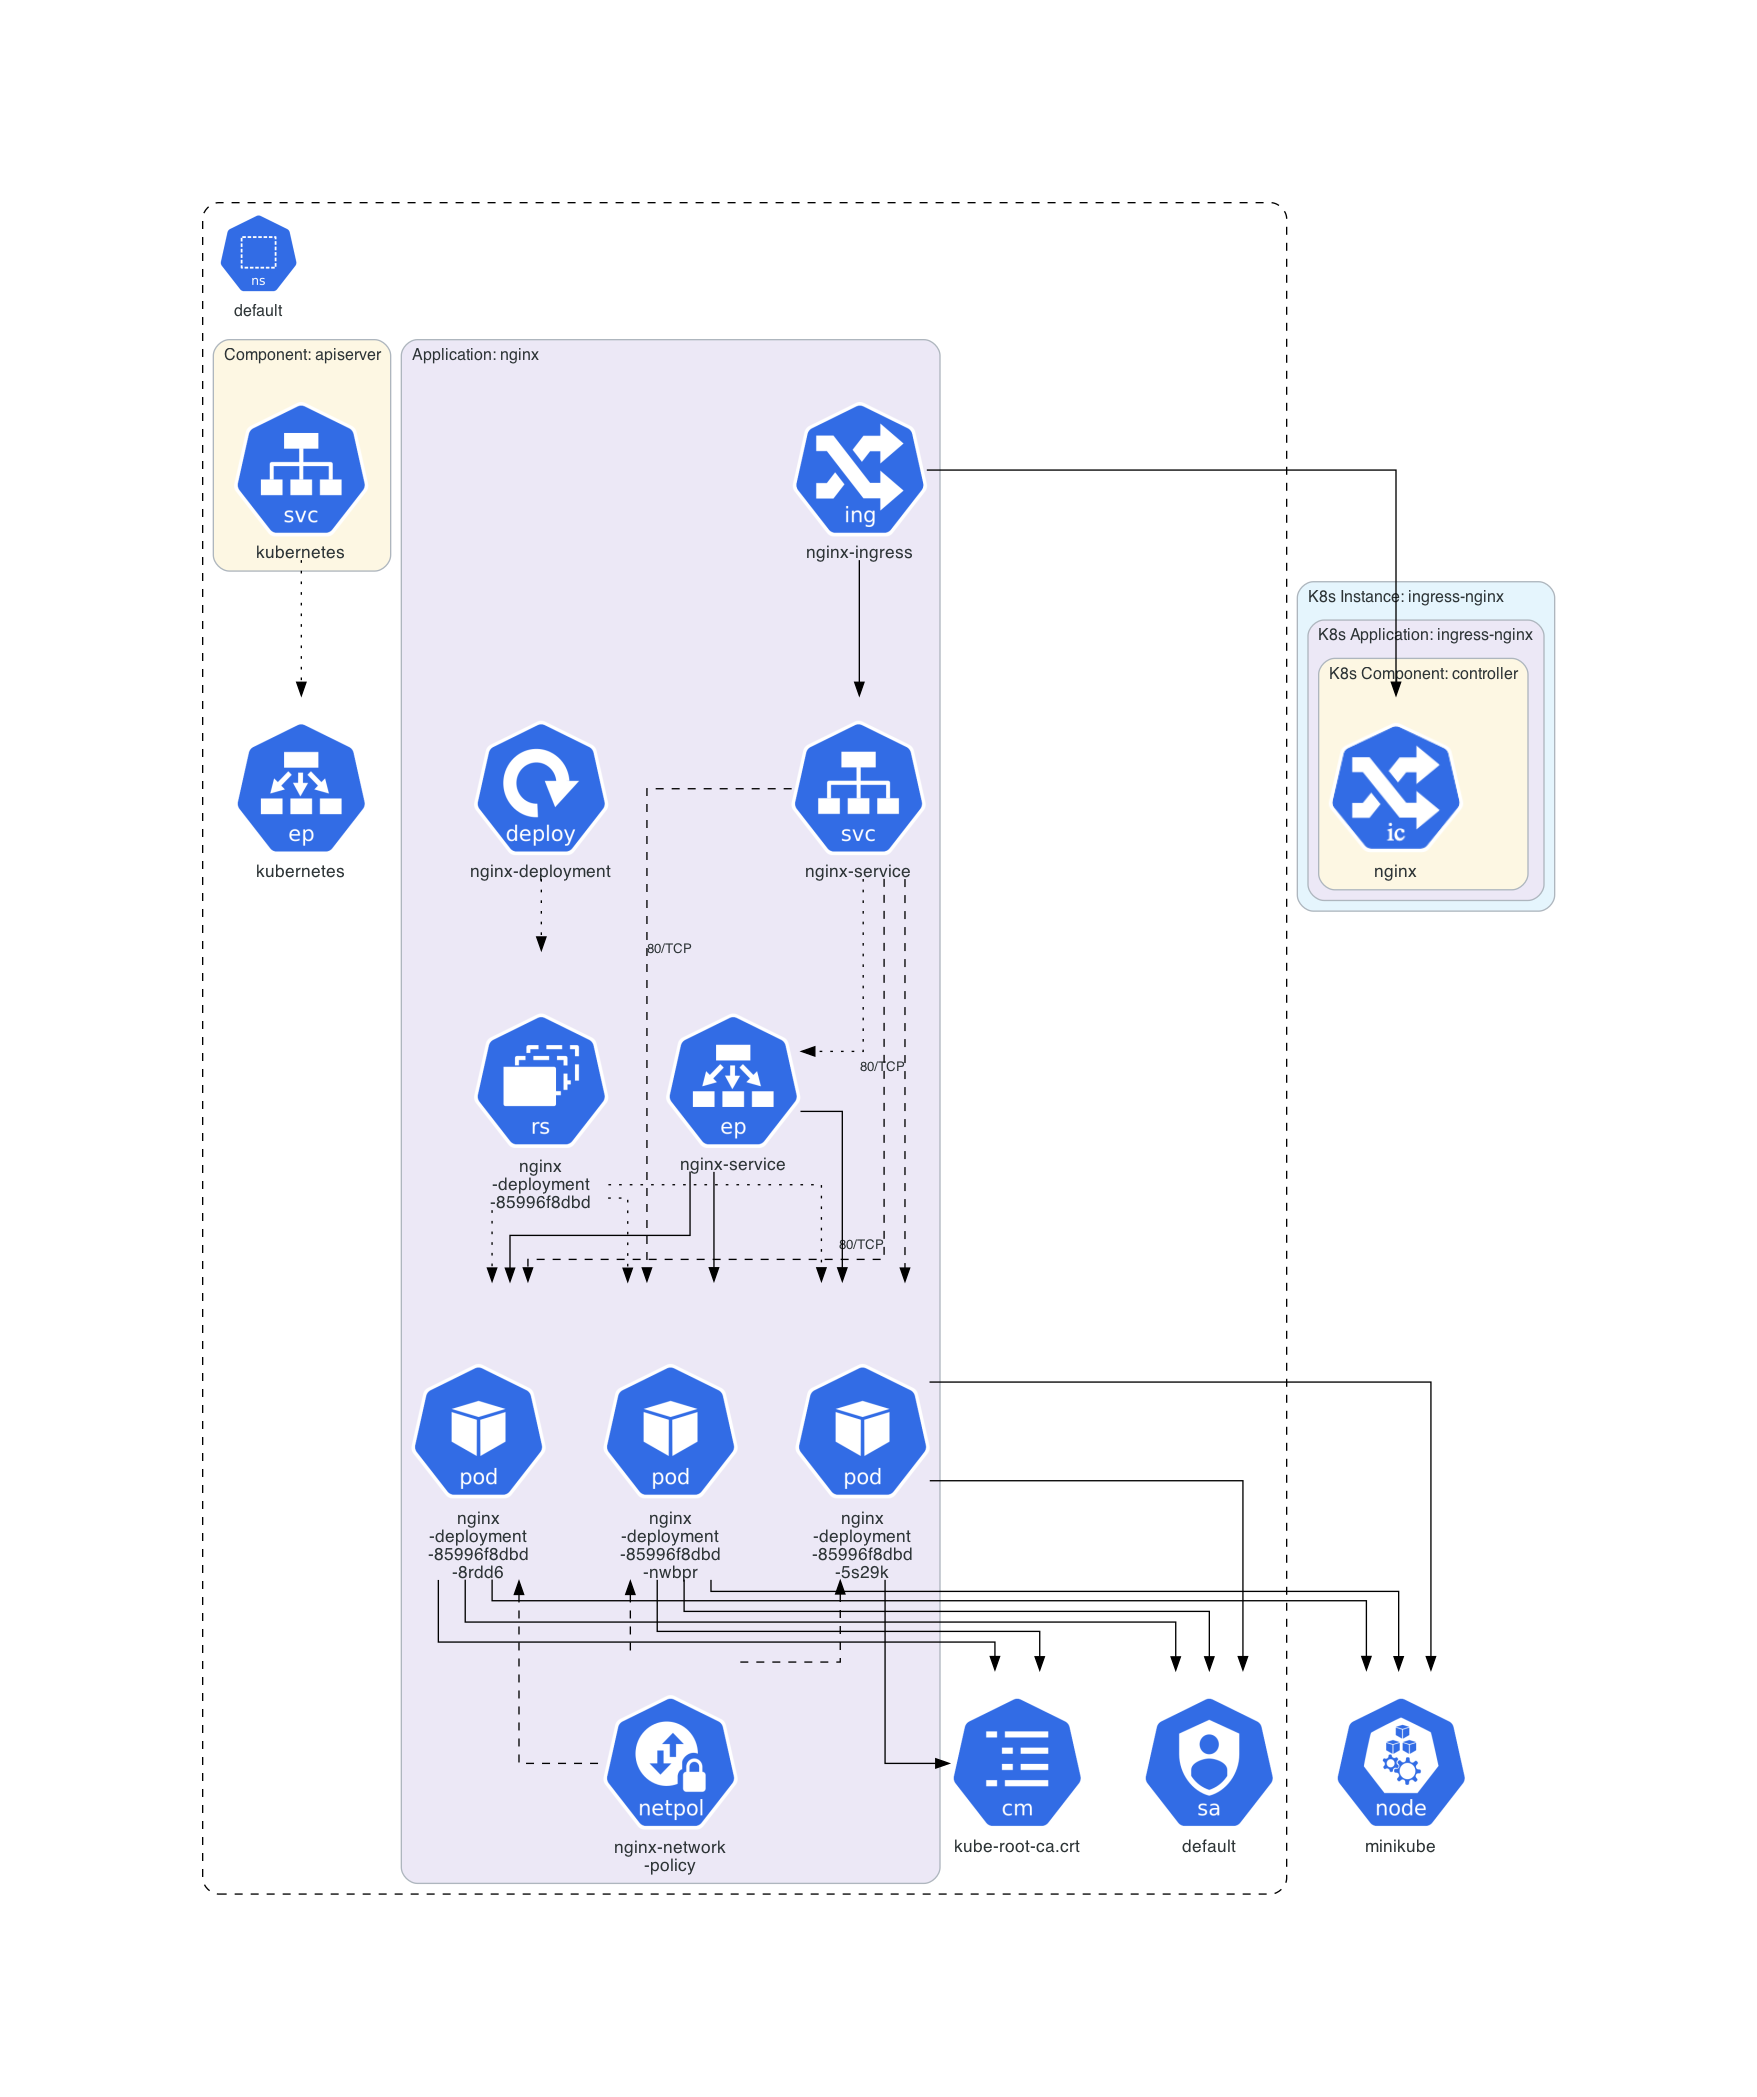 ns
default
Component: apiserver
Application: nginx
svc
kubernetes
ing
nginx-ingress
K8s Instance: ingress-nginx
K8s Application: ingress-nginx
K8s Component: controller
ep
kubernetes
deploy
nginx-deployment
svc
nginx-service
ic
nginx
80/TCP
80/TCP
rs
nginx
-deployment
-85996f8dbd
ep
nginx-service
80/TCP
pod
nginx
-deployment
-85996f8dbd
-8rdd6
pod
nginx
-deployment
-85996f8dbd
-nwbpr
pod
nginx
-deployment
-85996f8dbd
-5s29k
netpol
nginx-network
-policy
cm
kube-root-ca.crt
sa
default
node
minikube